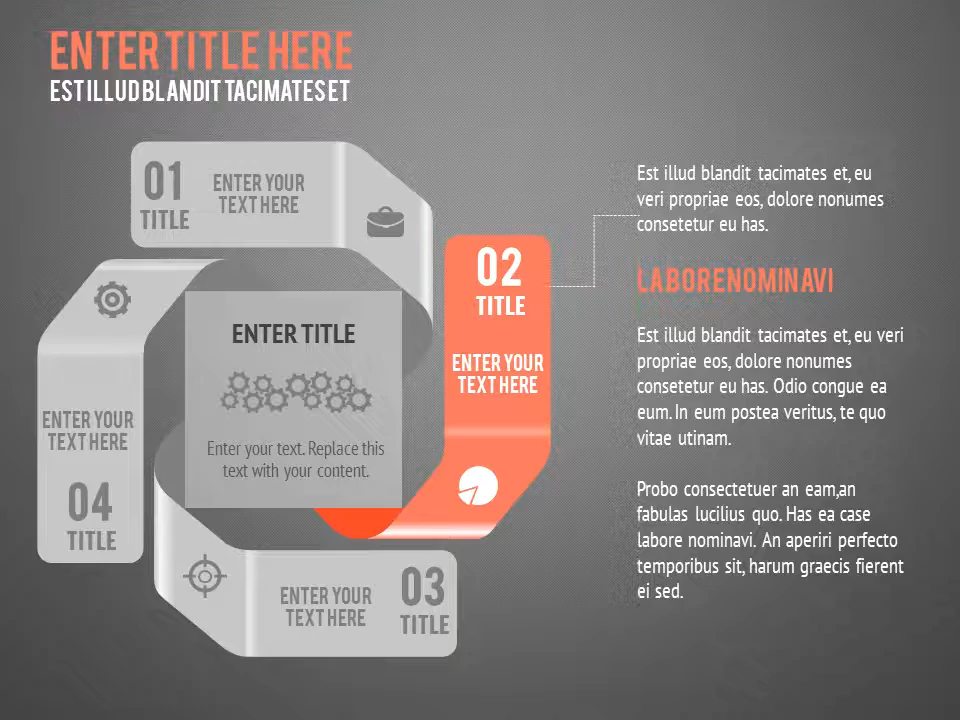 ENTER TITLE HERE
EST ILLUD BLANDIT TACIMATES ET
01
TITLE
ENTER YOUR
TEXT HERE
02
TITLE
ENTER YOUR
TEXT HERE
ENTER TITLE
Enter your text. Replace this
text with your content.
ENTER YOUR
TEXT HERE
04
TITLE
ENTER YOUR
TEXT HERE
03
TITLE
Est illud blandit tacimates et, eu
veri propriae eos, dolore nonumes
consetetur eu has.
LABORE NOMINAVI
Est illud blandit tacimates et, eu veri
propriae eos, dolore nonumes
consetetur eu has. Odio congue ea
eum. In eum postea veritus, te quo
vitae utinam.
Probo consectetuer an eam,an
fabulas lucilius quo. Has ea case
labore nominavi. An aperiri perfecto
temporibus sit, harum graecis fierent
ei sed.